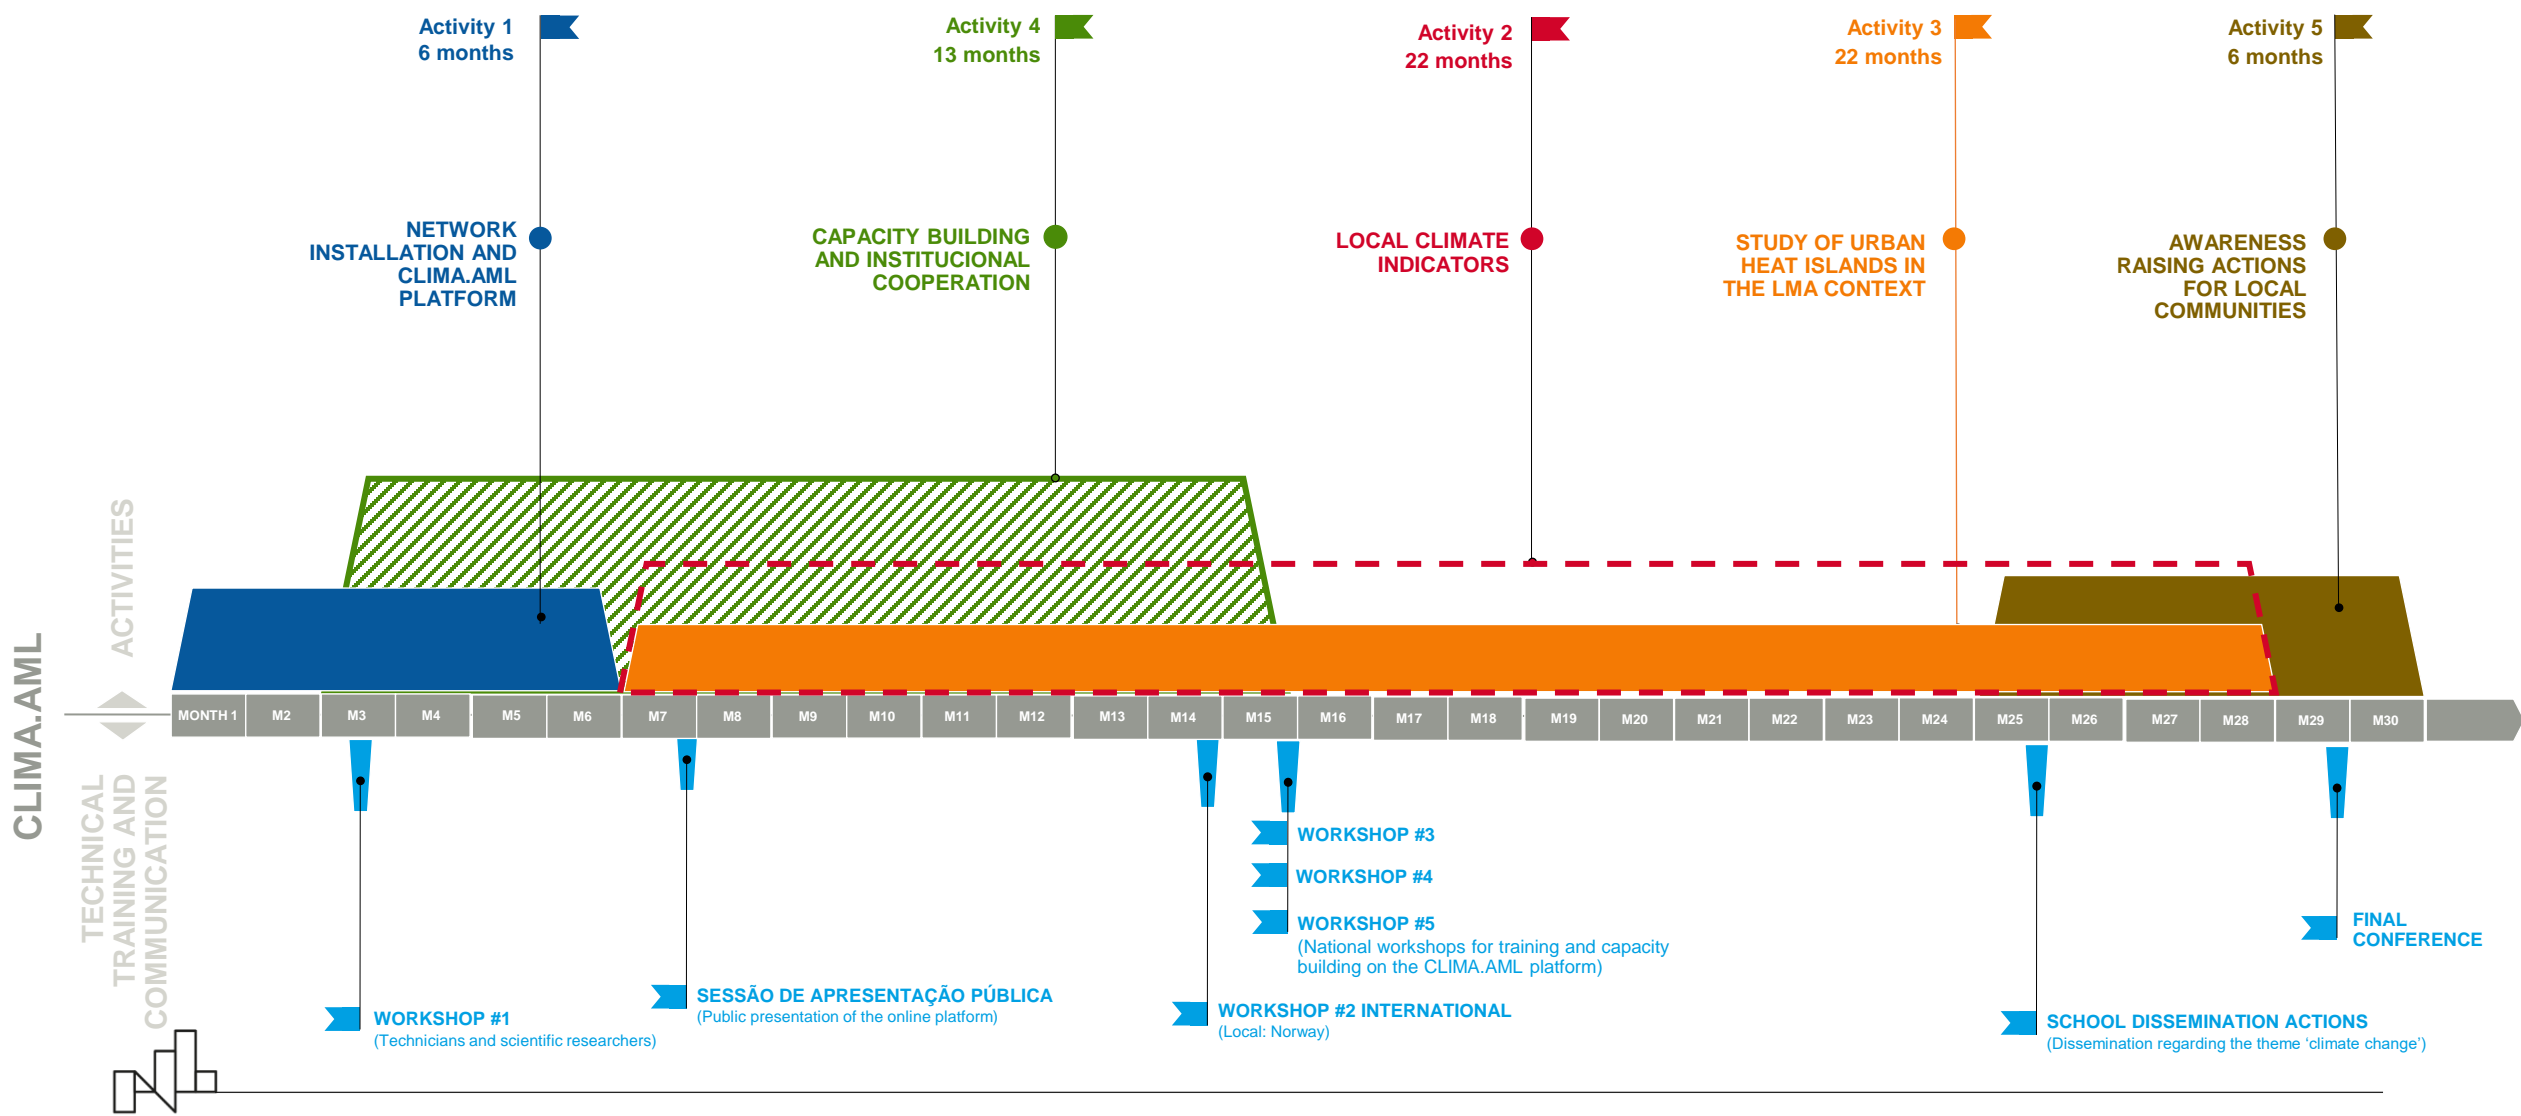 Activity 1
6 months
Activity 4
13 months
Activity 2
22 months
Activity 3
22 months
Activity 5
6 months
NETWORK
INSTALLATION AND
CLIMA.AML
PLATFORM
CAPACITY BUILDING
AND INSTITUCIONAL
COOPERATION
LOCAL CLIMATE
INDICATORS
STUDY OF URBAN
HEAT ISLANDS IN
THE LMA CONTEXT
AWARENESS
RAISING ACTIONS
FOR LOCAL
COMMUNITIES
CLIMA.AML
ACTIVITIES
MONTH 1 M2 M3 M4 M5 M6 M7 M8 M9 M10 M11 M12 M13 M14 M15 M16 M17 M18 M19 M20 M21 M22 M23 M24 M25 M26 M27 M28 M29 M30
TECHNICAL
TRAINING AND
COMMUNICATION
WORKSHOP #1
(Technicians and scientific researchers)
SESSÃO DE APRESENTAÇÃO PÚBLICA
(Public presentation of the online platform)
WORKSHOP #2 INTERNATIONAL
(Local: Norway)
WORKSHOP #3
WORKSHOP #4
WORKSHOP #5
(National workshops for training and capacity
building on the CLIMA.AML platform)
SCHOOL DISSEMINATION ACTIONS
(Dissemination regarding the theme ‘climate change’)
FINAL
CONFERENCE